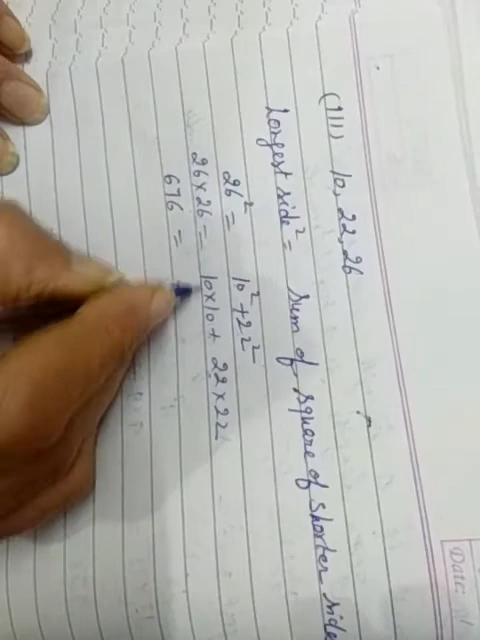 Date:
(III) 10, 22, 26
Longest side² = sum of square of shorter side
26² = 10² + 22²
26 × 26 = 10 × 10 + 22 × 22
676 =